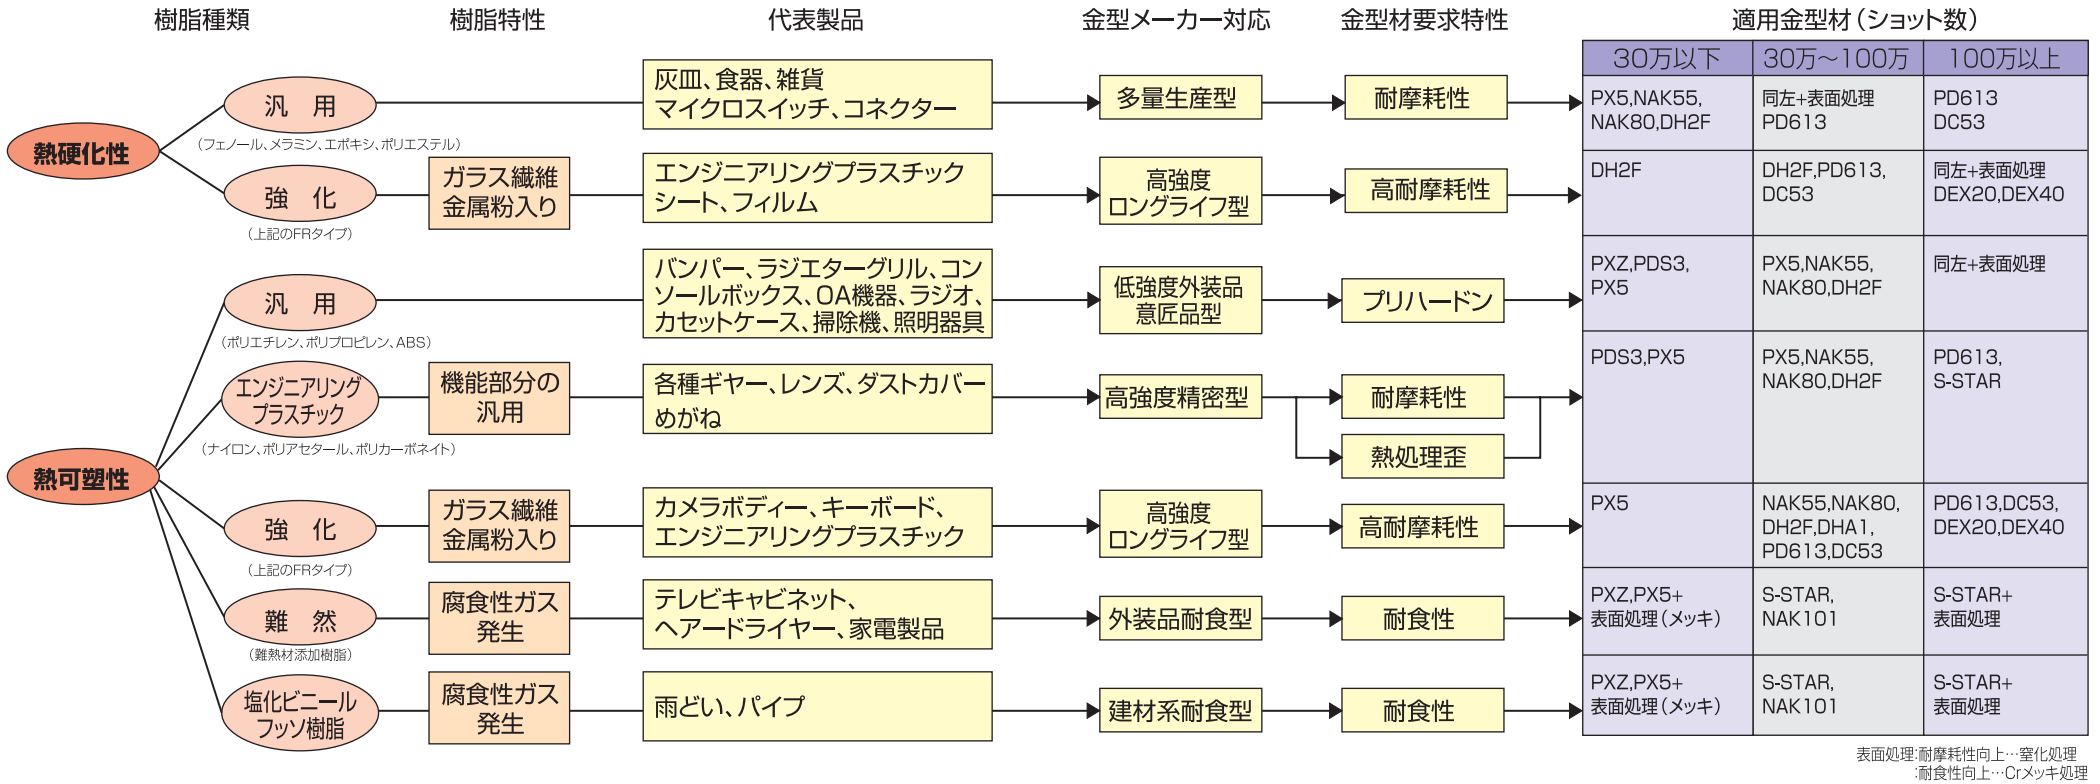 樹脂種類 樹脂特性 代表製品 金型メーカー対応 金型材要求特性 適用金型材(ショット数)
30万以下 30万～100万 100万以上
熱硬化性
汎 用
(フェノール、メラミン、エポキシ、ポリエステル)
灰皿、食器、雑貨
マイクロスイッチ、コネクター
多量生産型
耐摩耗性
PX5,NAK55,
NAK80,DH2F
同左+表面処理
PD613
PD613
DC53
強 化
(上記のFRタイプ)
ガラス繊維
金属粉入り
エンジニアリングプラスチック
シート、フィルム
高強度
ロングライフ型
高耐摩耗性
DH2F
DH2F,PD613,
DC53
同左+表面処理
DEX20,DEX40
熱可塑性
汎 用
(ポリエチレン、ポリプロピレン、ABS)
バンパー、ラジエターグリル、コン
ソールボックス、OA機器、ラジオ、
カセットケース、掃除機、照明器具
低強度外装品
意匠品型
プリハードン
PXZ,PDS3,
PX5
PX5,NAK55,
NAK80,DH2F
同左+表面処理
エンジニアリング
プラスチック
(ナイロン、ポリアセタール、ポリカーボネイト)
機能部分の
汎用
各種ギヤー、レンズ、ダストカバー
めがね
高強度精密型
耐摩耗性
熱処理歪
PDS3,PX5
PX5,NAK55,
NAK80,DH2F
PD613,
S-STAR
強 化
(上記のFRタイプ)
ガラス繊維
金属粉入り
カメラボディー、キーボード、
エンジニアリングプラスチック
高強度
ロングライフ型
高耐摩耗性
PX5
NAK55,NAK80,
DH2F,DHA1,
PD613,DC53
PD613,DC53,
DEX20,DEX40
難 然
(難熱材添加樹脂)
腐食性ガス
発生
テレビキャビネット、
ヘアードライヤー、家電製品
外装品耐食型
耐食性
PXZ,PX5+
表面処理(メッキ)
S-STAR,
NAK101
S-STAR+
表面処理
塩化ビニール
フッソ樹脂
腐食性ガス
発生
雨どい、パイプ
建材系耐食型
耐食性
PXZ,PX5+
表面処理(メッキ)
S-STAR,
NAK101
S-STAR+
表面処理
表面処理:耐摩耗性向上…窒化処理
:耐食性向上…Crメッキ処理